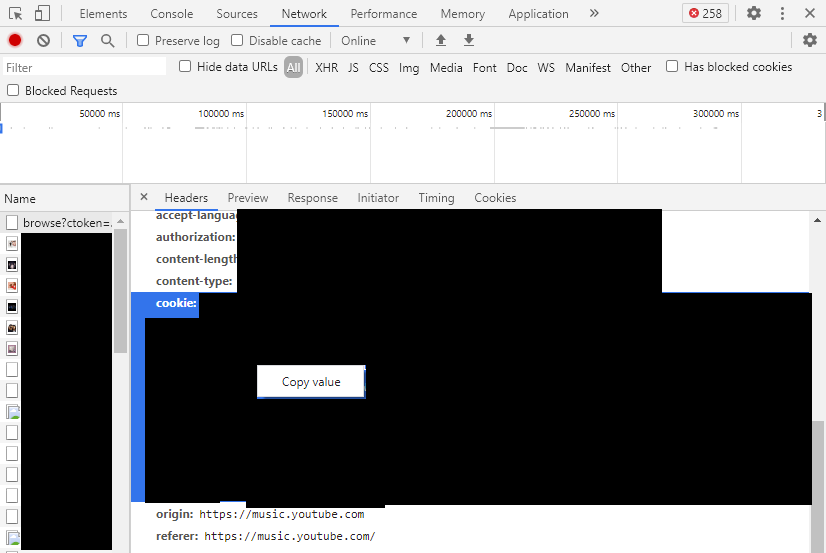 Elements Console Sources Network Performance Memory Application » 258
Preserve log Disable cache Online
Filter Hide data URLs All XHR JS CSS Img Media Font Doc WS Manifest Other Has blocked cookies
Blocked Requests
50000 ms 100000 ms 150000 ms 200000 ms 250000 ms 300000 ms 3
Name
× Headers Preview Response Initiator Timing Cookies
browse?ctoken=.
accept-langua
authorization:
content-length
content-type:
cookie:
Copy value
origin: https://music.youtube.com
referer: https://music.youtube.com/